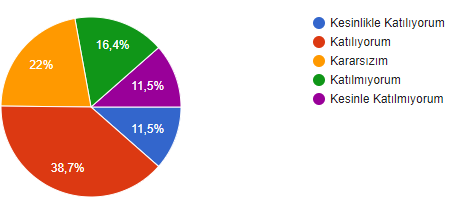 16,4%
22%
11,5%
11,5%
38,7%
Kesinlikle Katılıyorum
Katılıyorum
Kararsızım
Katılmıyorum
Kesinle Katılmıyorum